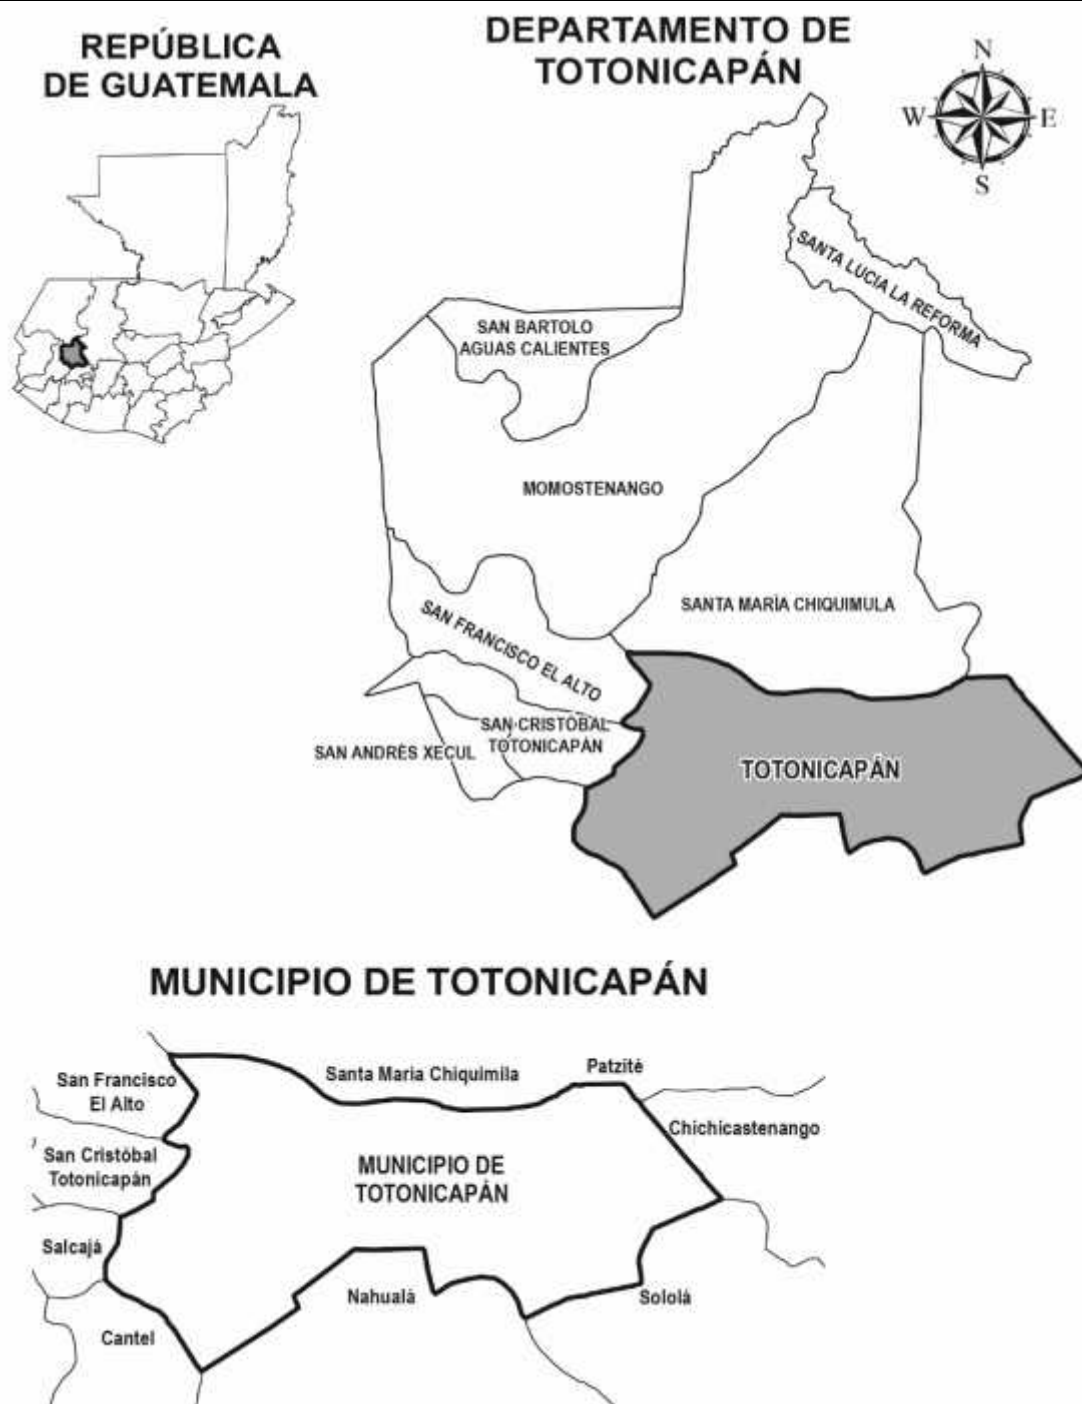 REPÚBLICA
DE GUATEMALA
DEPARTAMENTO DE
TOTONICAPÁN
N
W
E
S
SANTA LUCIA LA REFORMA
SAN BARTOLO
AGUAS CALIENTES
MOMOSTENANGO
SANTA MARÍA CHIQUIMULA
SAN FRANCISCO EL ALTO
SAN CRISTÓBAL
TOTONICAPÁN
SAN ANDRÉS XECUL
TOTONICAPÁN
MUNICIPIO DE TOTONICAPÁN
San Francisco
El Alto
Santa Maria Chiquimila
Patzité
Chichicastenango
San Cristóbal
Totonicapán
MUNICIPIO DE
TOTONICAPÁN
Salcajá
Nahualá
Sololá
Cantel